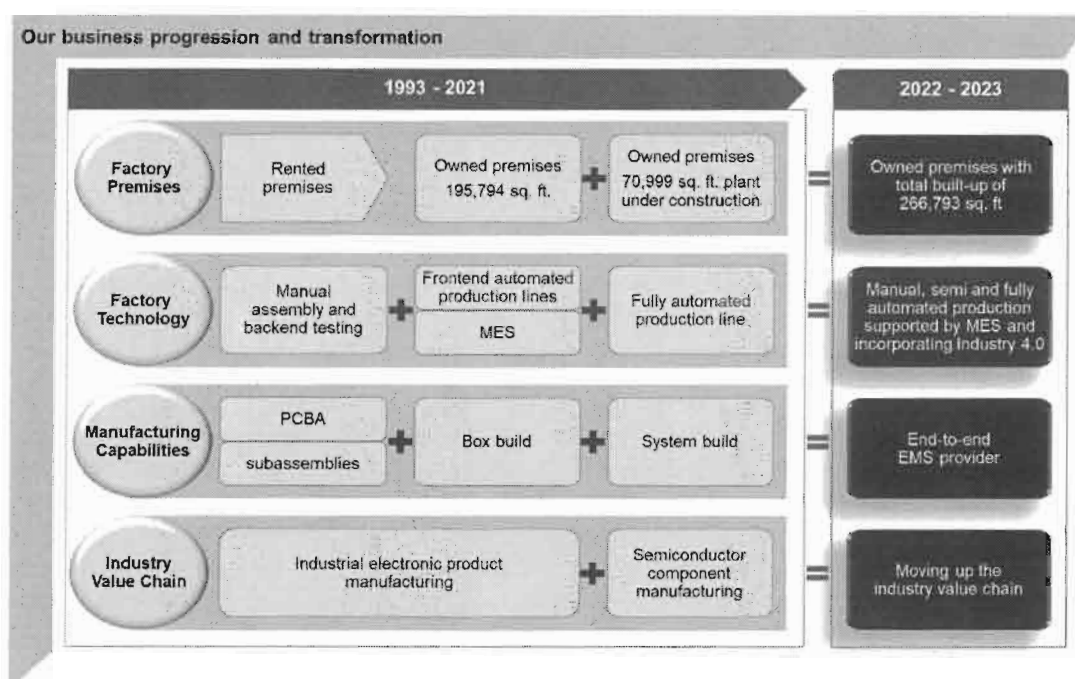 Our business progression and transformation
1993 - 2021
2022 - 2023
Factory
Premises
Rented
premises
Owned premises
195,794 sq. ft.
+
Owned premises
70,999 sq. ft. plant
under construction
=
Owned premises with
total built-up of
266,793 sq. ft
Factory
Technology
Manual
assembly and
backend testing
+
Frontend automated
production lines
MES
+
Fully automated
production line
=
Manual, semi and fully
automated production
supported by MES and
incorporating Industry 4.0
Manufacturing
Capabilities
PCBA
subassemblies
+
Box build
+
System build
=
End-to-end
EMS provider
Industry
Value Chain
Industrial electronic product
manufacturing
+
Semiconductor
component
manufacturing
=
Moving up the
industry value chain